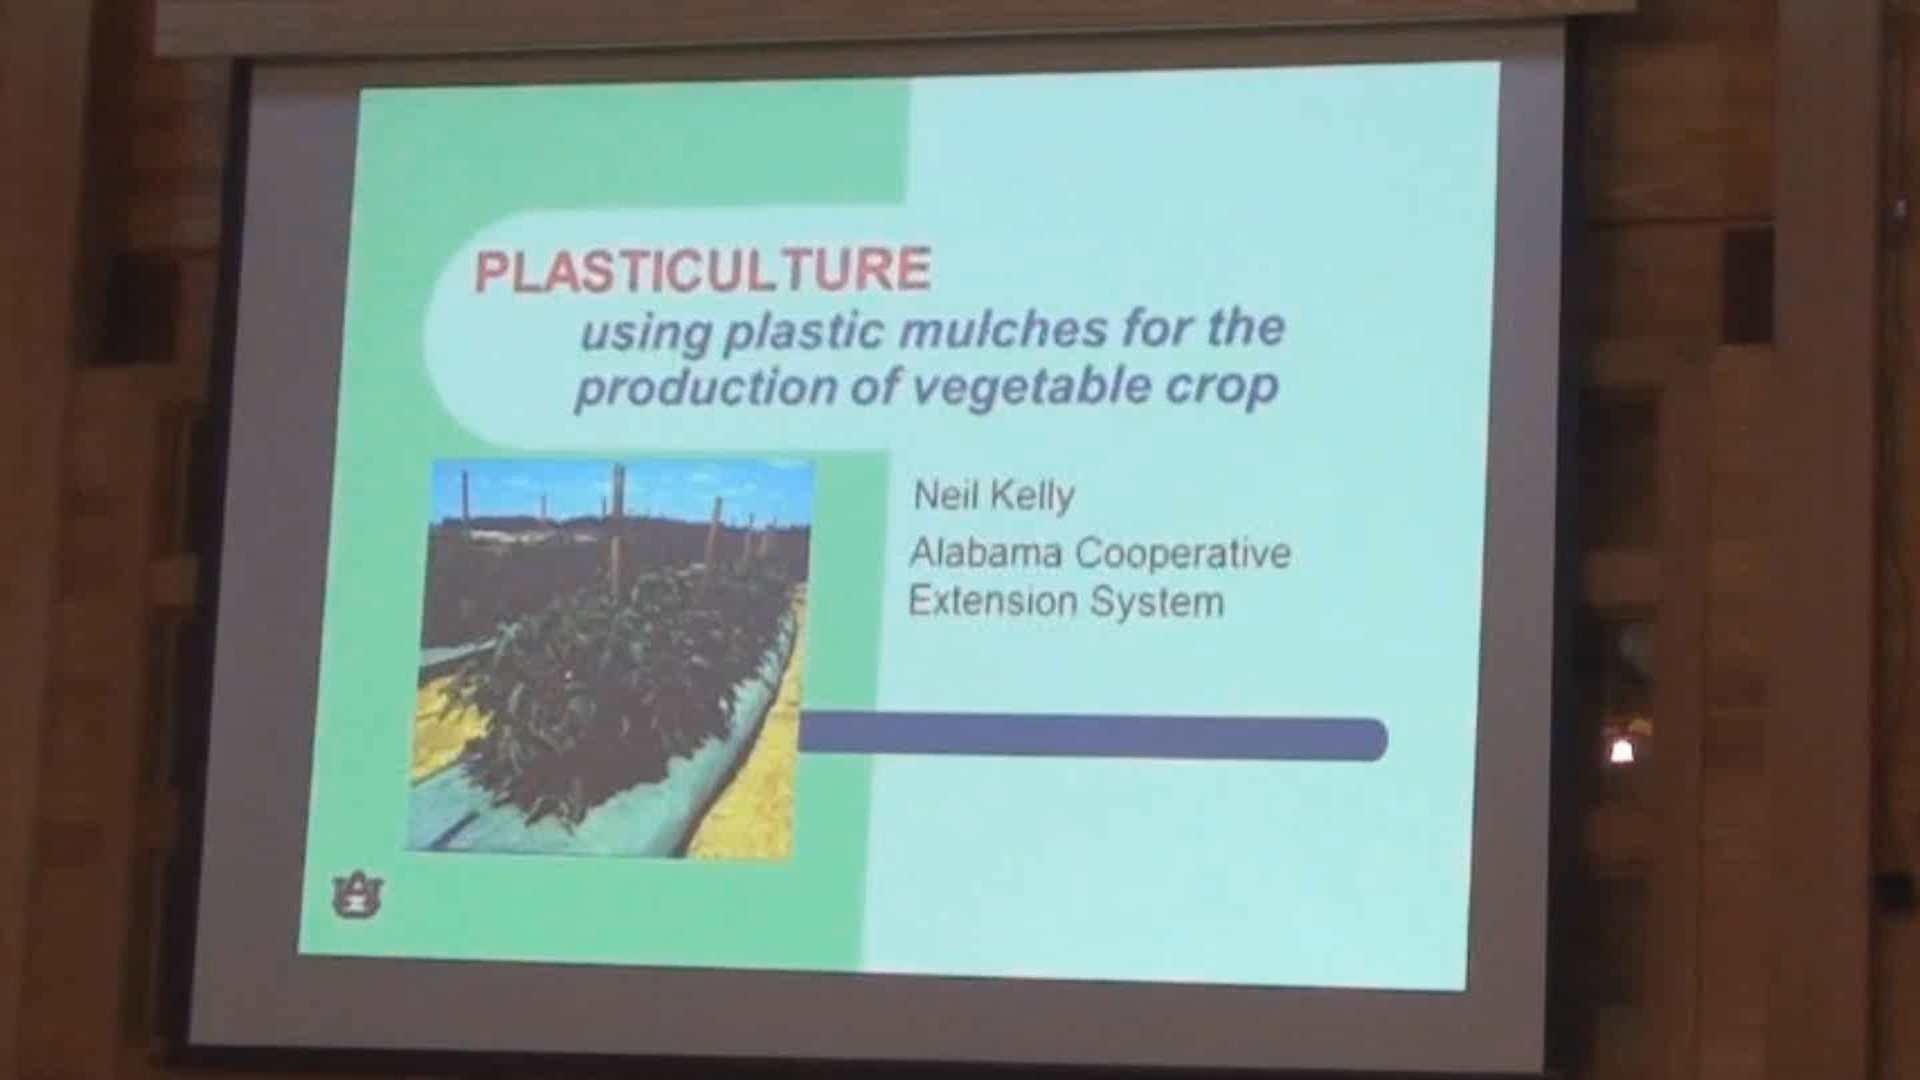 PLASTICULTURE
using plastic mulches for the
production of vegetable crop
Neil Kelly
Alabama Cooperative
Extension System